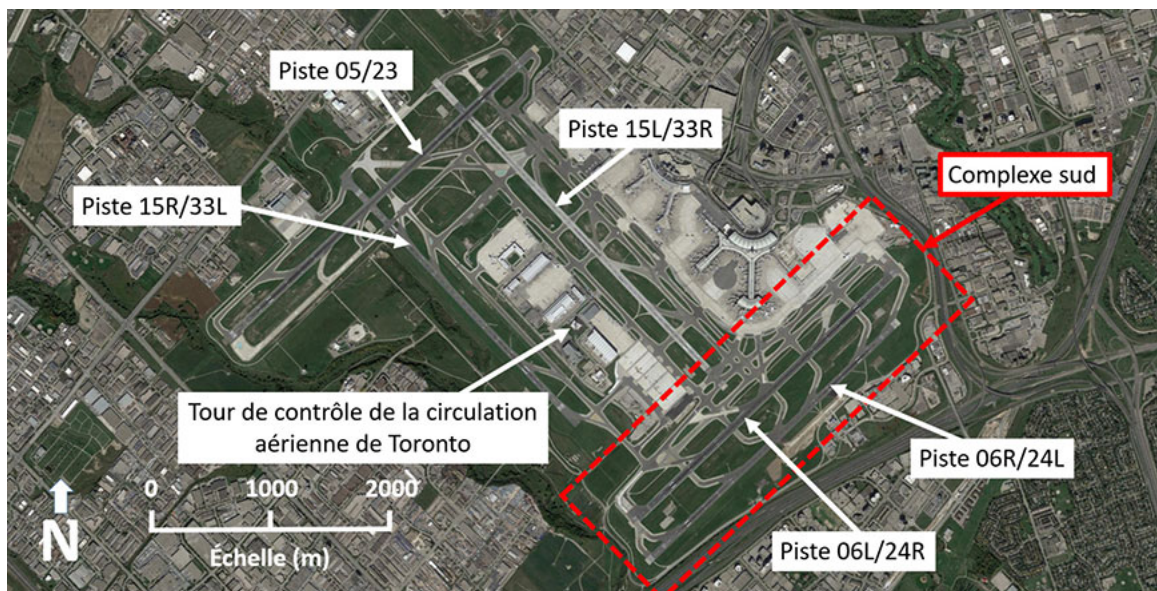 Piste 05/23
Piste 15L/33R
Complexe sud
Piste 15R/33L
Tour de contrôle de la circulation
aérienne de Toronto
Piste 06R/24L
0 1000 2000
N
Échelle (m)
Piste 06L/24R